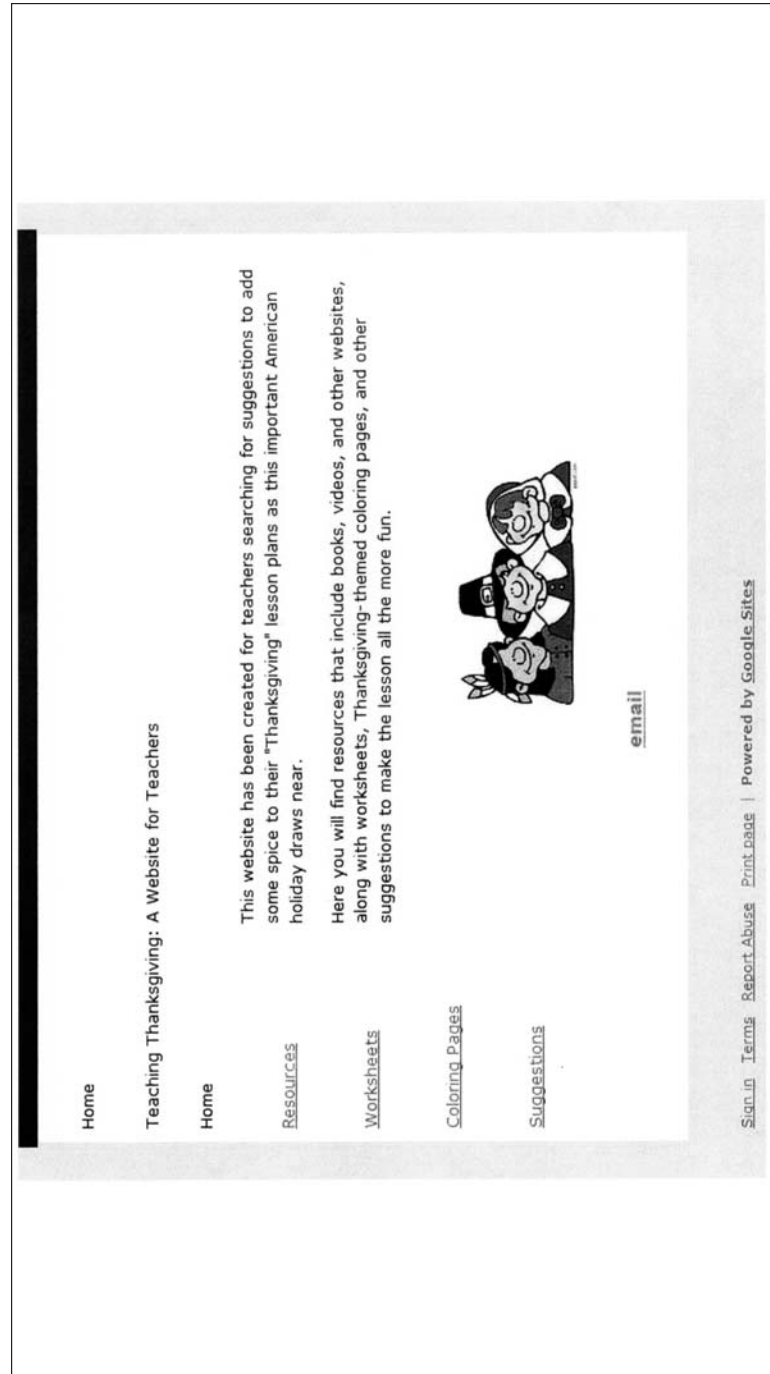 Home
Teaching Thanksgiving: A Website for Teachers
Home
Resources
Worksheets
Coloring Pages
Suggestions
This website has been created for teachers searching for suggestions to add
some spice to their "Thanksgiving" lesson plans as this important American
holiday draws near.
Here you will find resources that include books, videos, and other websites,
along with worksheets, Thanksgiving-themed coloring pages, and other
suggestions to make the lesson all the more fun.
email
Sign in Terms Report Abuse Print page | Powered by Google Sites